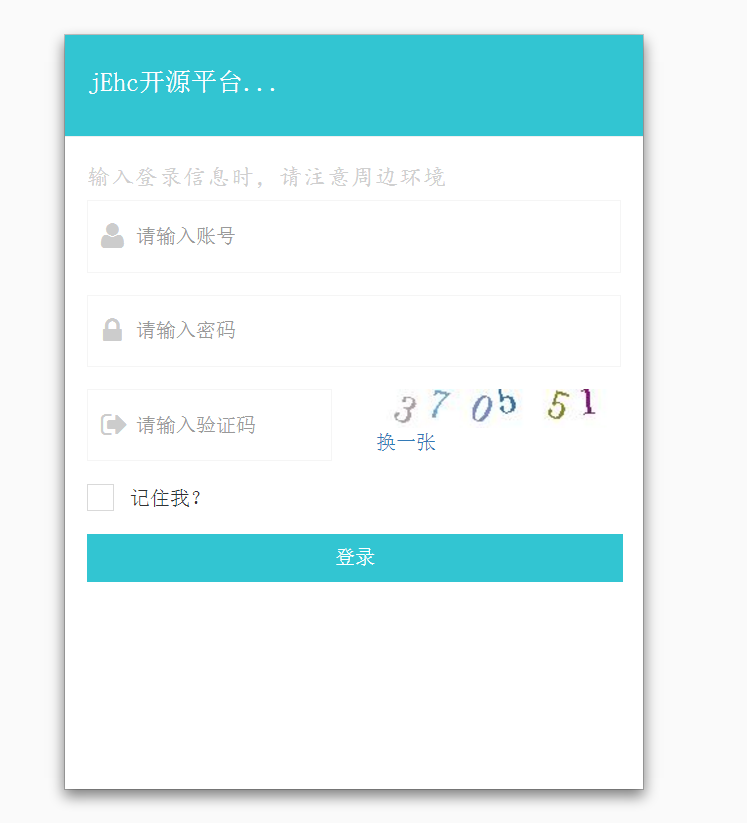 jEhc开源平台...
输入登录信息时，请注意周边环境
请输入账号
请输入密码
请输入验证码
370b51
换一张
记住我?
登录